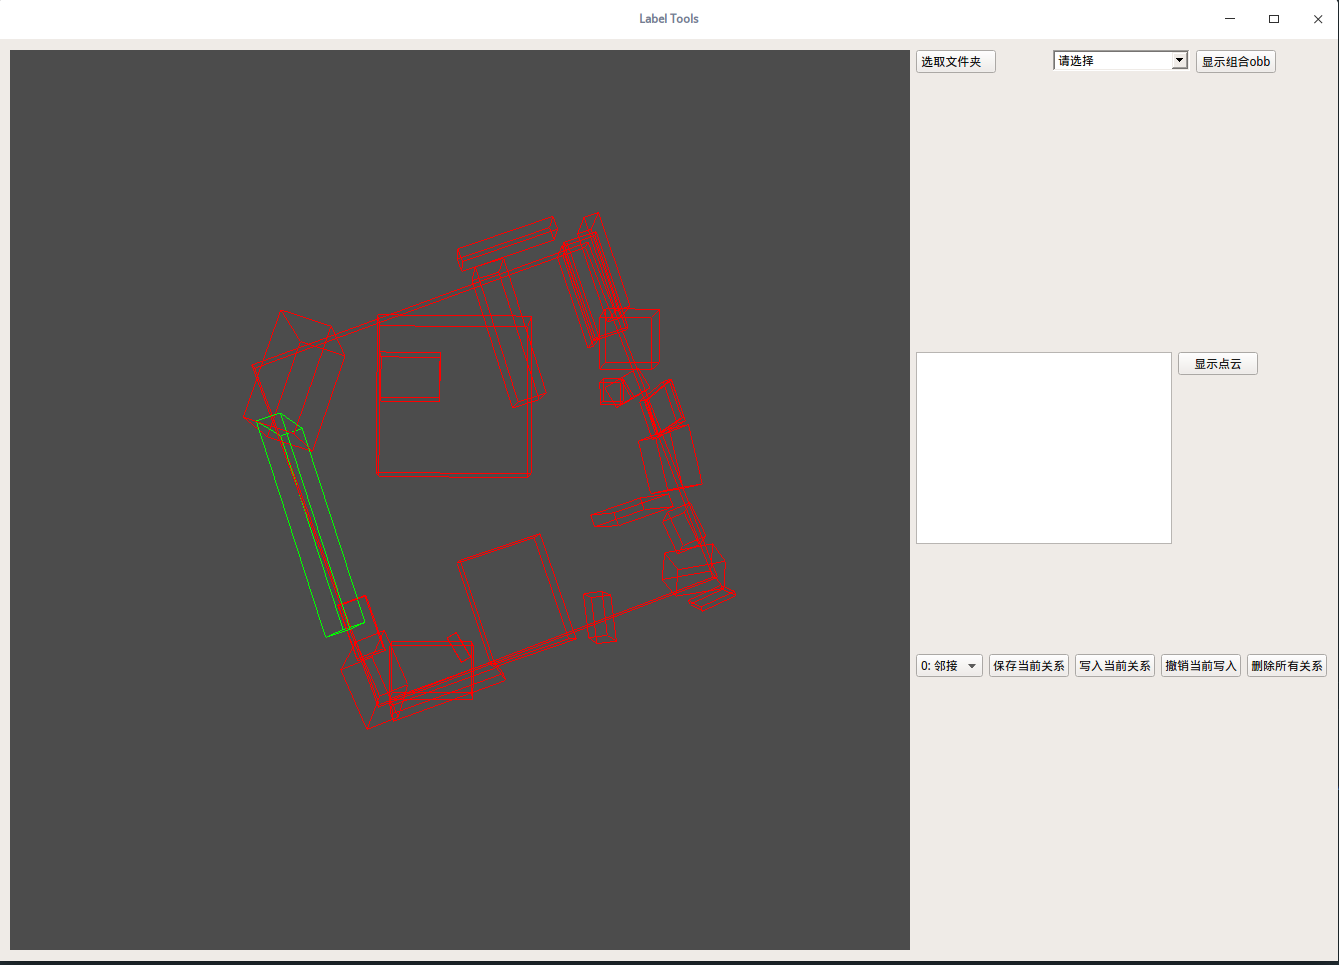 Label Tools
选取文件夹
请选择
显示组合obb
显示点云
0: 邻接
保存当前关系
写入当前关系
撤销当前写入
删除所有关系